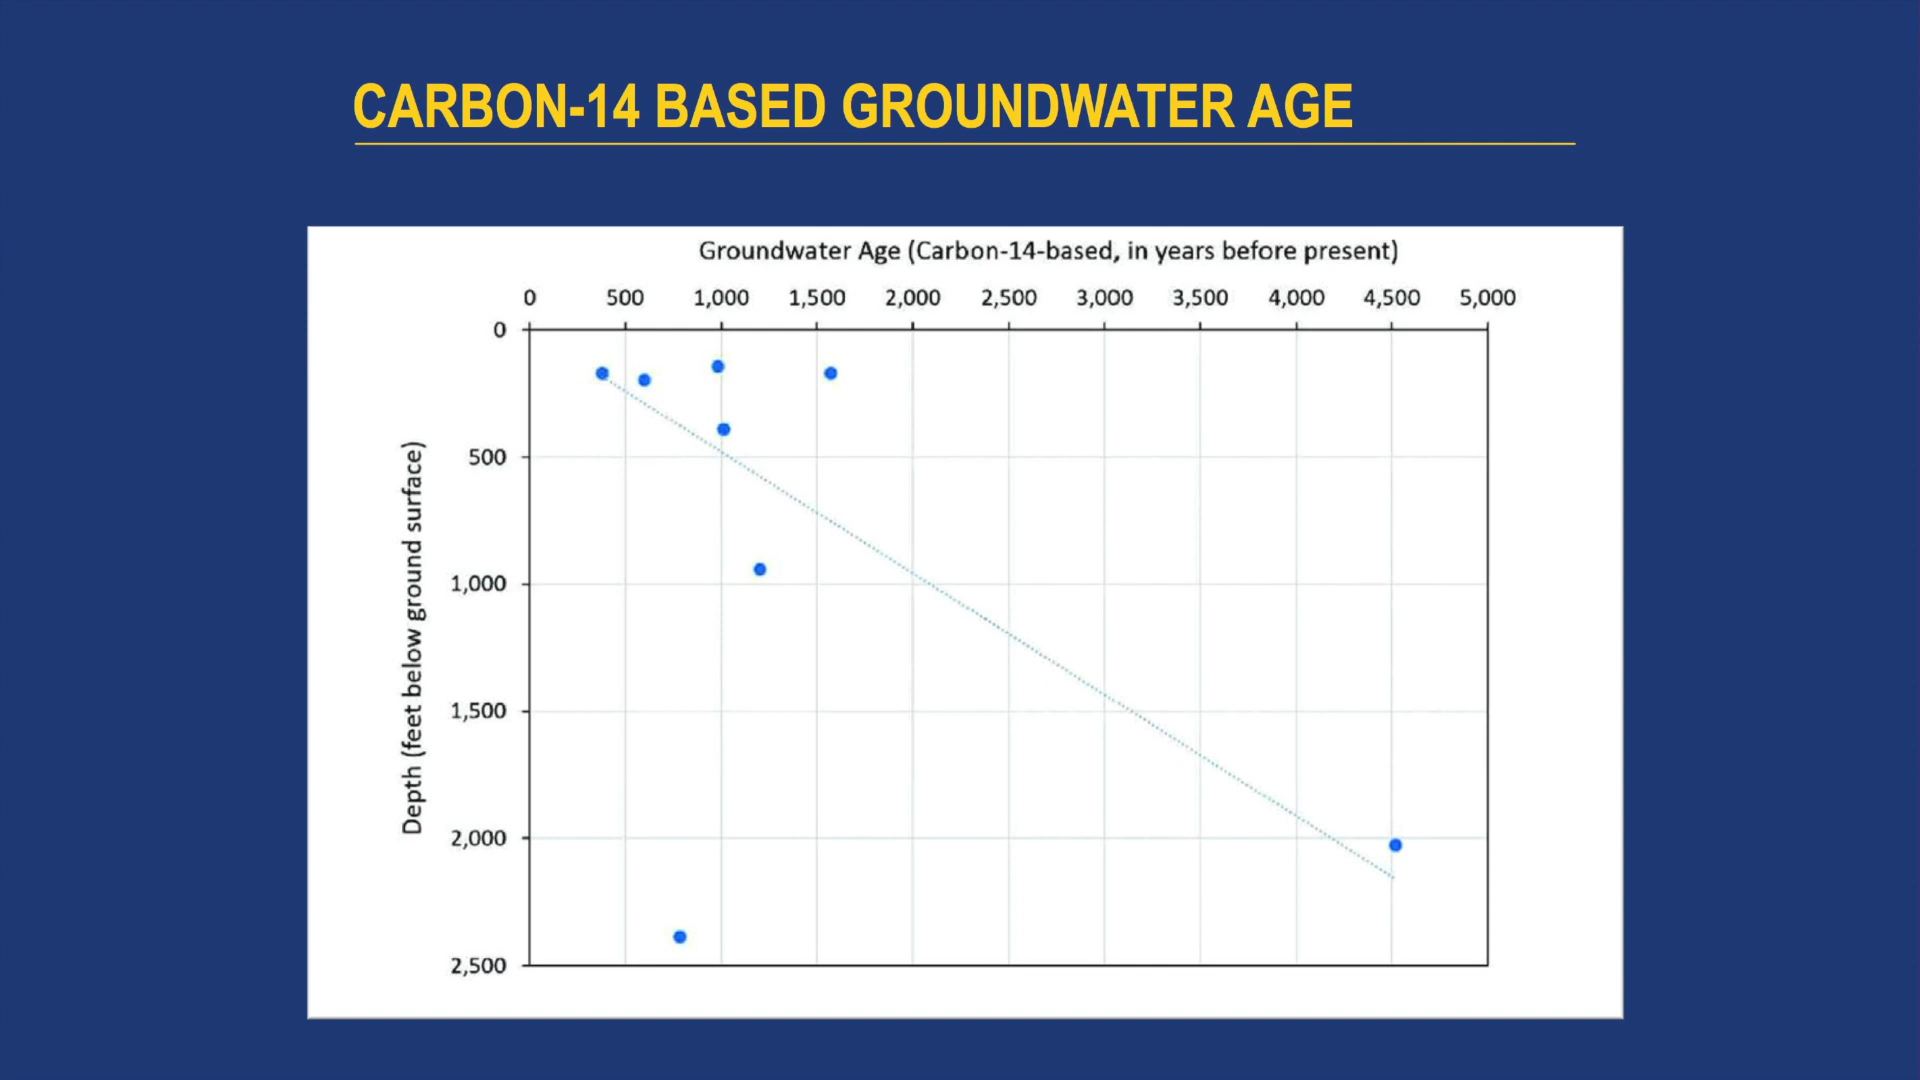 CARBON-14 BASED GROUNDWATER AGE
Groundwater Age (Carbon-14-based, in years before present)
0 500 1,000 1,500 2,000 2,500 3,000 3,500 4,000 4,500 5,000
Depth (feet below ground surface)
0
500
1,000
1,500
2,000
2,500